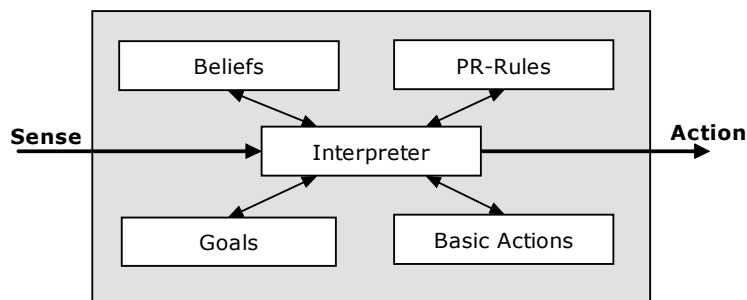 Beliefs
PR-Rules
Sense
Action
Interpreter
Goals
Basic Actions